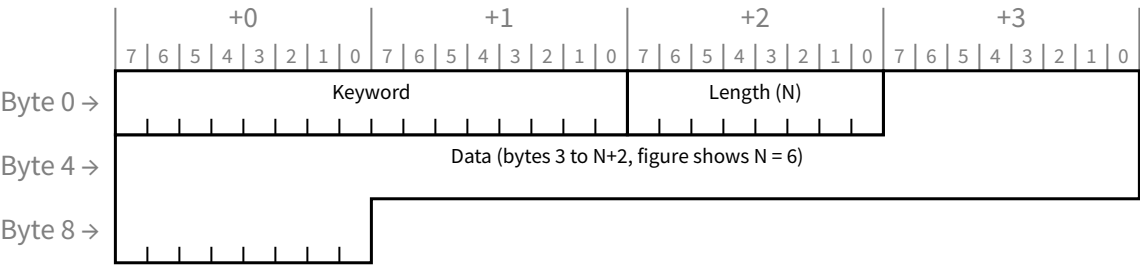 +0 +1 +2 +3
7 6 5 4 3 2 1 0 7 6 5 4 3 2 1 0 7 6 5 4 3 2 1 0 7 6 5 4 3 2 1 0
Byte 0 → Keyword Length (N)
Byte 4 → Data (bytes 3 to N+2, figure shows N = 6)
Byte 8 →